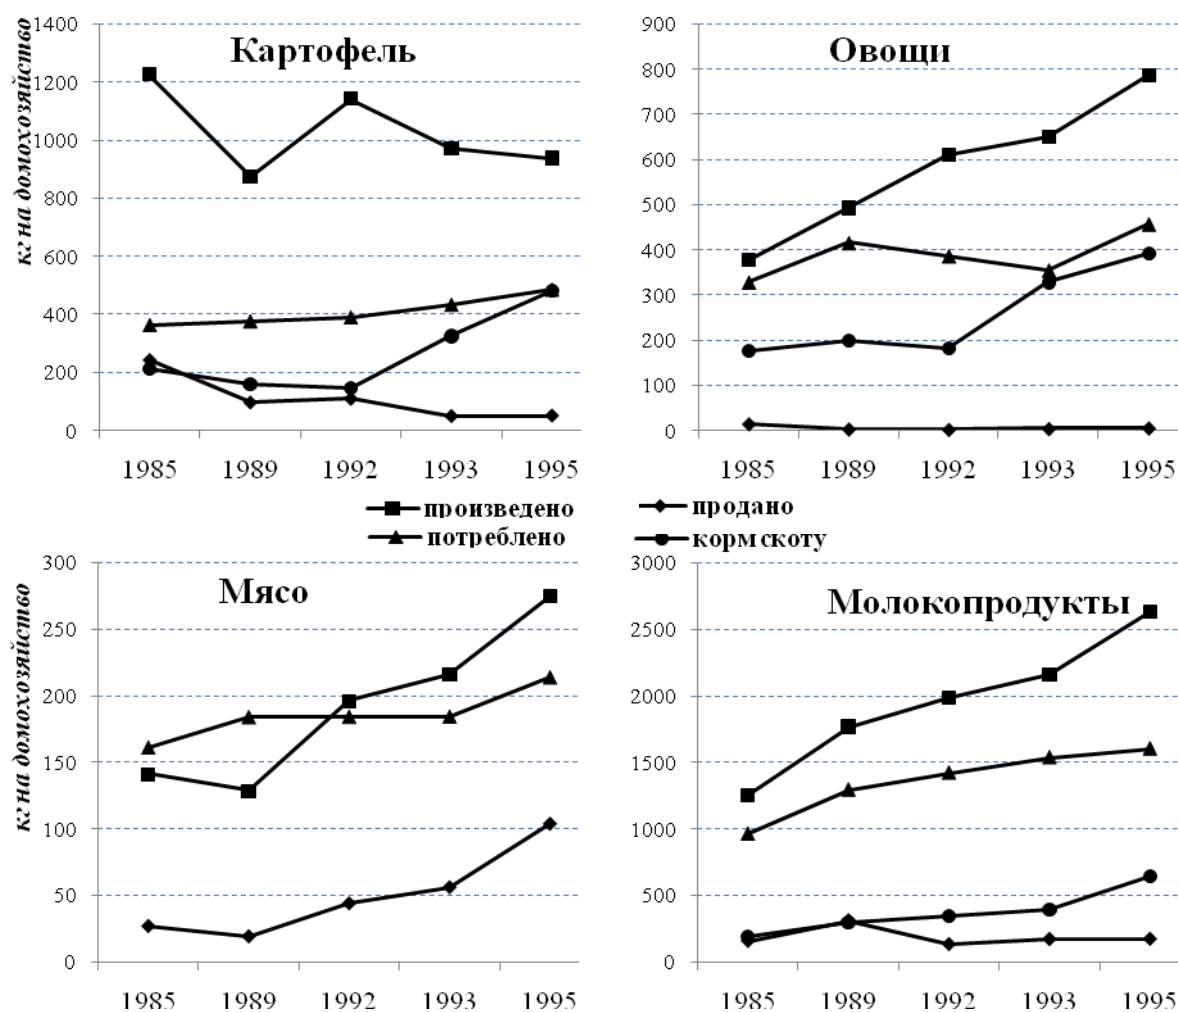 кг на домохозяйство
Картофель
1400
1200
1000
800
600
400
200
0
1985 1989 1992 1993 1995
Овощи
900
800
700
600
500
400
300
200
100
0
1985 1989 1992 1993 1995
произведено
потреблено
продано
корм скоту
кг на домохозяйство
Мясо
300
250
200
150
100
50
0
1985 1989 1992 1993 1995
Молокопродукты
3000
2500
2000
1500
1000
500
0
1985 1989 1992 1993 1995